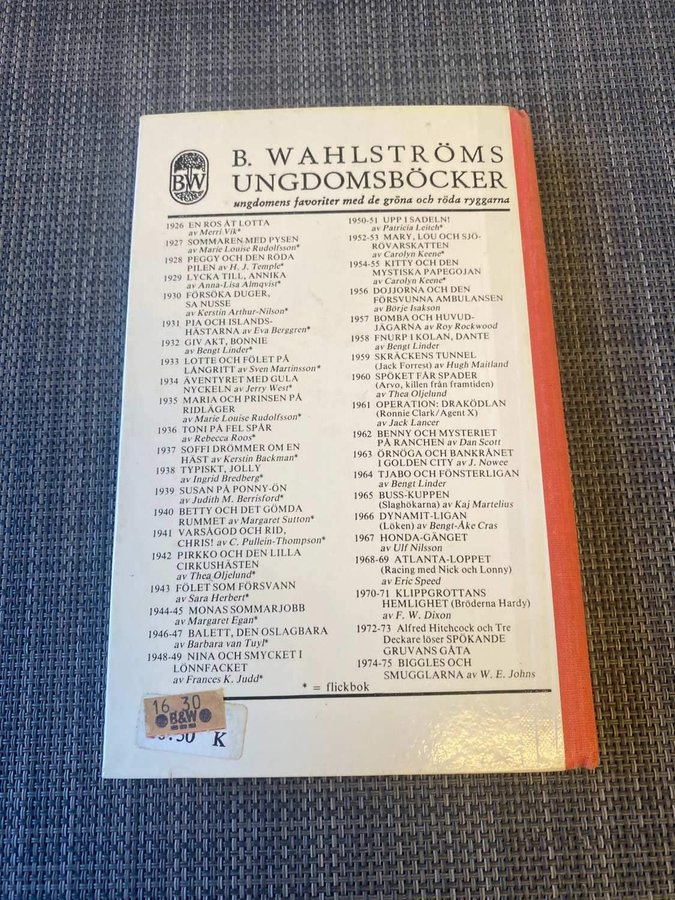 BW
B. WAHLSTRÖMS
UNGDOMSBÖCKER
ungdomens favoriter med de gröna och röda ryggarna
1926 EN ROS ÅT LOTTA
av Merri Vik*
1927 SOMMAREN MED PYSEN
av Marie Louise Rudolfsson*
1928 PEGGY OCH DEN RÖDA
PILEN av H. J. Temple*
1929 LYCKA TILL, ANNIKA
av Anna-Lisa Almqvist*
1930 FÖRSÖKA DUGER,
SA NUSSE
av Kerstin Arthur-Nilson*
1931 PIA OCH ISLANDS-
HÄSTARNA av Eva Berggren*
1932 GIV AKT, BONNIE
av Bengt Linder*
1933 LOTTE OCH FÖLET PÅ
LÅNGRITT av Sven Martinsson*
1934 ÄVENTYRET MED GULA
NYCKELN av Jerry West*
1935 MARIA OCH PRINSEN PÅ
RIDLÄGER
av Marie Louise Rudolfsson*
1936 TONI PÅ FEL SPÅR
av Rebecca Roos*
1937 SOFFI DRÖMMER OM EN
HÄST av Kerstin Backman*
1938 TYPISKT, JOLLY
av Ingrid Bredberg*
1939 SUSAN PÅ PONNY-ÖN
av Judith M. Berrisford*
1940 BETTY OCH DET GÖMDA
RUMMET av Margaret Sutton*
1941 VARSÅGOD OCH RID,
CHRIS! av C. Pullein-Thompson*
1942 PIRKKO OCH DEN LILLA
CIRKUSHÄSTEN
av Thea Oljelund*
1943 FÖLET SOM FÖRSVANN
av Sara Herbert*
1944-45 MONAS SOMMARJOBB
av Margaret Egan*
1946-47 BALETT, DEN OSLAGBARA
av Barbara van Tuyl*
1948-49 NINA OCH SMYCKET I
LÖNNFACKET
av Frances K. Judd*
1950-51 UPP I SADELN!
av Patricia Leitch*
1952-53 MARY, LOU OCH SJÖ-
RÖVARSKATTEN
av Carolyn Keene*
1954-55 KITTY OCH DEN
MYSTISKA PAPEGOJAN
av Carolyn Keene*
1956 DOJJORNA OCH DEN
FÖRSVUNNA AMBULANSEN
av Börje Isakson
1957 BOMBA OCH HUVUD-
JÄGARNA av Roy Rockwood
1958 FNURP I KOLAN, DANTE
av Bengt Linder
1959 SKRÄCKENS TUNNEL
(Jack Forrest) av Hugh Maitland
1960 SPÖKET FÅR SPADER
(Arvo, killen från framtiden)
av Thea Oljelund
1961 OPERATION: DRAKÖDLAN
(Ronnie Clark/Agent X)
av Jack Lancer
1962 BENNY OCH MYSTERIET
PÅ RANCHEN av Dan Scott
1963 ÖRNÖGA OCH BANKRÅNET
I GOLDEN CITY av J. Nowee
1964 TJABO OCH FÖNSTERLIGAN
av Bengt Linder
1965 BUSS-KUPPEN
(Slaghökarna) av Kaj Martelius
1966 DYNAMIT-LIGAN
(Löken) av Bengt-Åke Cras
1967 HONDA-GÄNGET
av Ulf Nilsson
1968-69 ATLANTA-LOPPET
(Racing med Nick och Lonny)
av Eric Speed
1970-71 KLIPPGROTTANS
HEMLIGHET (Bröderna Hardy)
av F. W. Dixon
1972-73 Alfred Hitchcock och Tre
Deckare löser SPÖKANDE
GRUVANS GÅTA
1974-75 BIGGLES OCH
SMUGGLARNA av W. E. Johns
* = flickbok
16 30
B&W
K